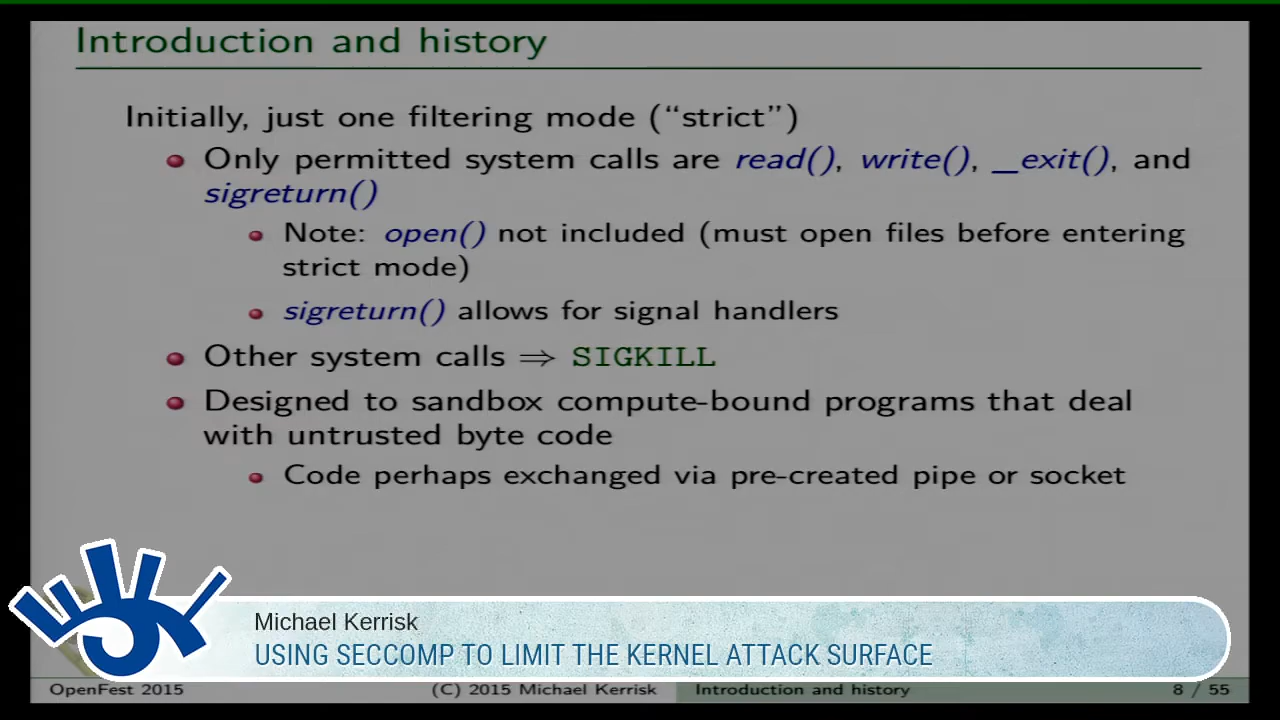 Introduction and history
Initially, just one filtering mode (“strict”)
Only permitted system calls are read(), write(), _exit(), and
sigreturn()
Note: open() not included (must open files before entering
strict mode)
sigreturn() allows for signal handlers
Other system calls ⇒ SIGKILL
Designed to sandbox compute-bound programs that deal
with untrusted byte code
Code perhaps exchanged via pre-created pipe or socket
Michael Kerrisk
USING SECCOMP TO LIMIT THE KERNEL ATTACK SURFACE
OpenFest 2015
(C) 2015 Michael Kerrisk
Introduction and history
8 / 55